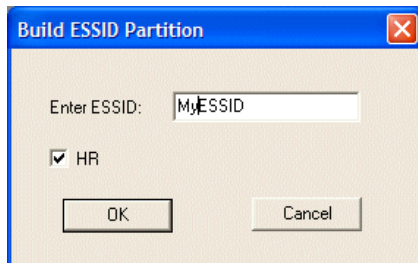 Build ESSID Partition
Enter ESSID: MyESSID
HR
OK Cancel